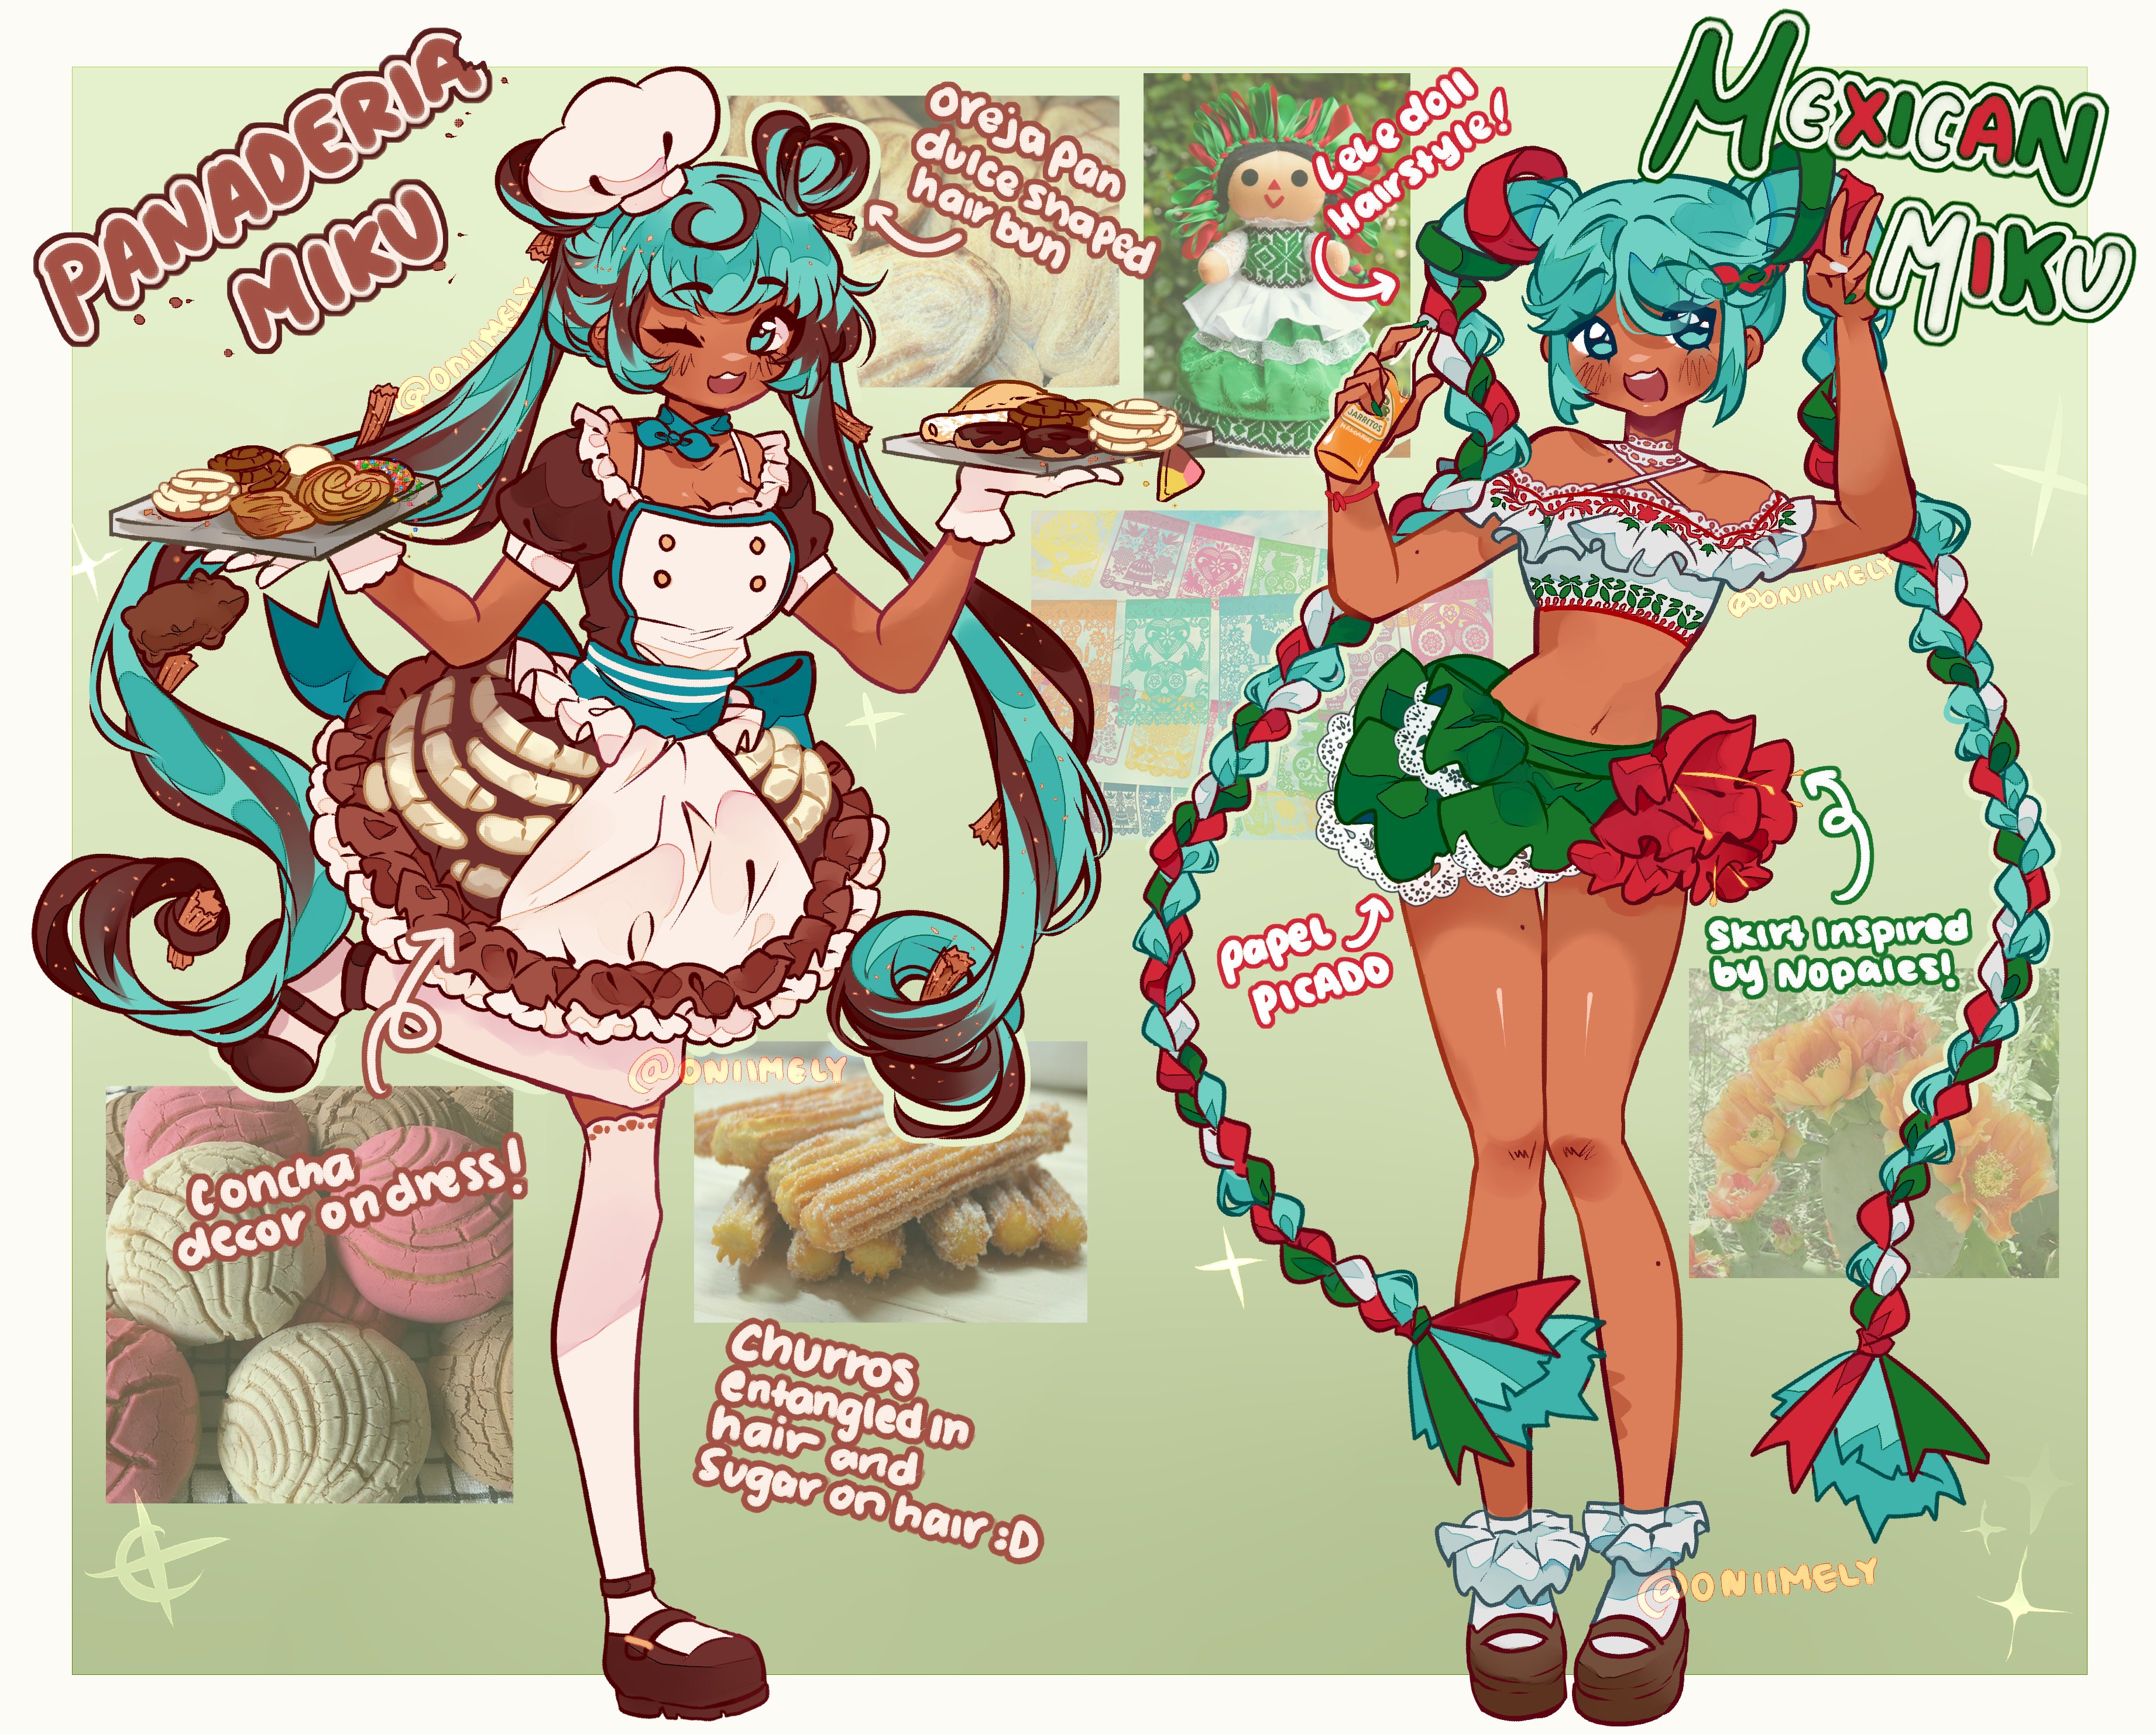 PANADERIA
MIKU
@ONIIMELY
Oreja pan
dulce shaped
hair bun
Lele doll
Hairstyle!
MEXICAN
MIKU
JARRITOS
@ONIIMELY
papel
PICADO
Skirt inspired
by Nopales!
@ONIIMELY
Concha
decor on dress!
Churros
entangled in
hair and
Sugar on hair :D
@ONIIMELY